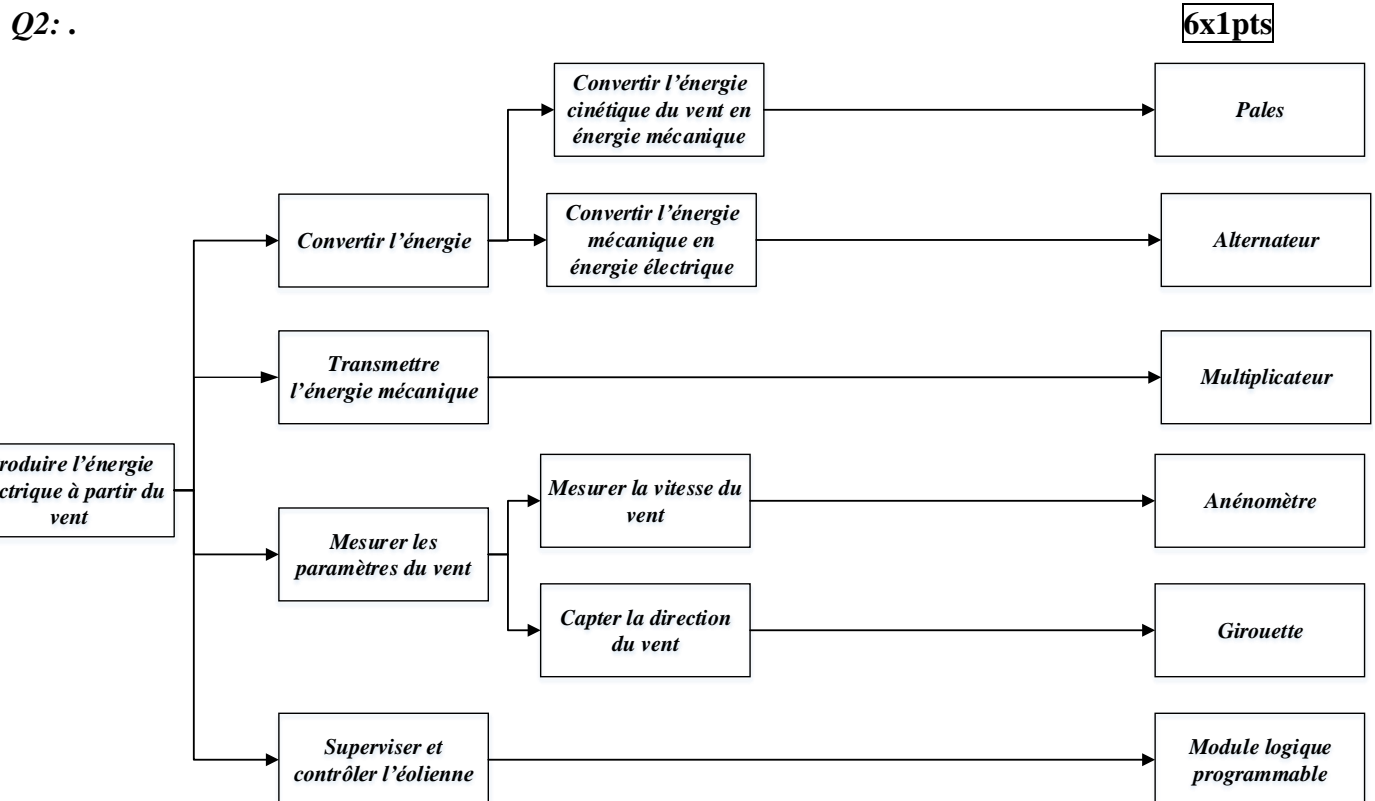 Q2: .
6x1pts
Convertir l'énergie
cinétique du vent en
énergie mécanique
Pales
Convertir l'énergie
Convertir l'énergie
mécanique en
énergie électrique
Alternateur
Transmettre
l'énergie mécanique
Multiplicateur
roduire l'énergie
ctrique à partir du
vent
Mesurer les
paramètres du vent
Mesurer la vitesse du
vent
Anénomètre
Capter la direction
du vent
Girouette
Superviser et
contrôler l'éolienne
Module logique
programmable